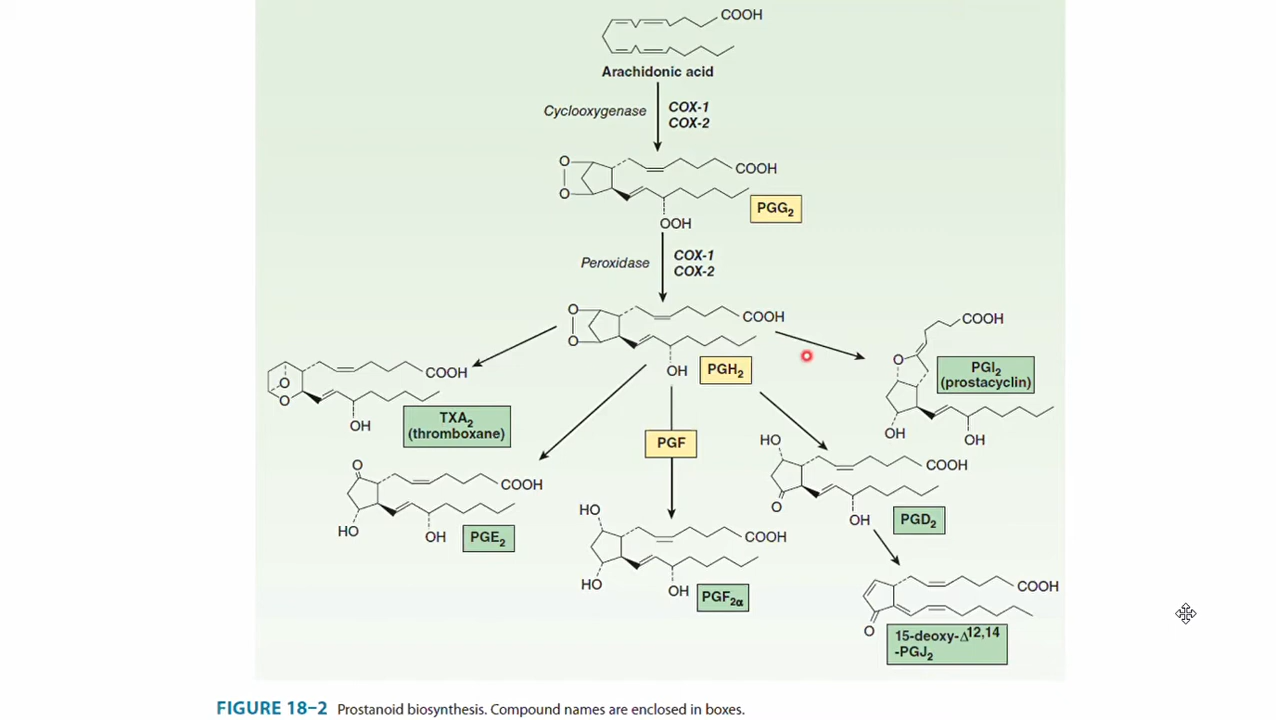 COOH
Arachidonic acid
Cyclooxygenase
COX-1
COX-2
O
O
COOH
PGG2
OOH
Peroxidase
COX-1
COX-2
O
O
COOH
OH
PGH2
COOH
O
PGI2
(prostacyclin)
OH
OH
O
O
COOH
OH
TXA2
(thromboxane)
PGF
O
COOH
HO
OH
PGE2
HO
COOH
HO
OH
PGF2α
HO
COOH
O
OH
PGD2
COOH
O
15-deoxy-Δ12,14
-PGJ2
FIGURE 18–2 Prostanoid biosynthesis. Compound names are enclosed in boxes.